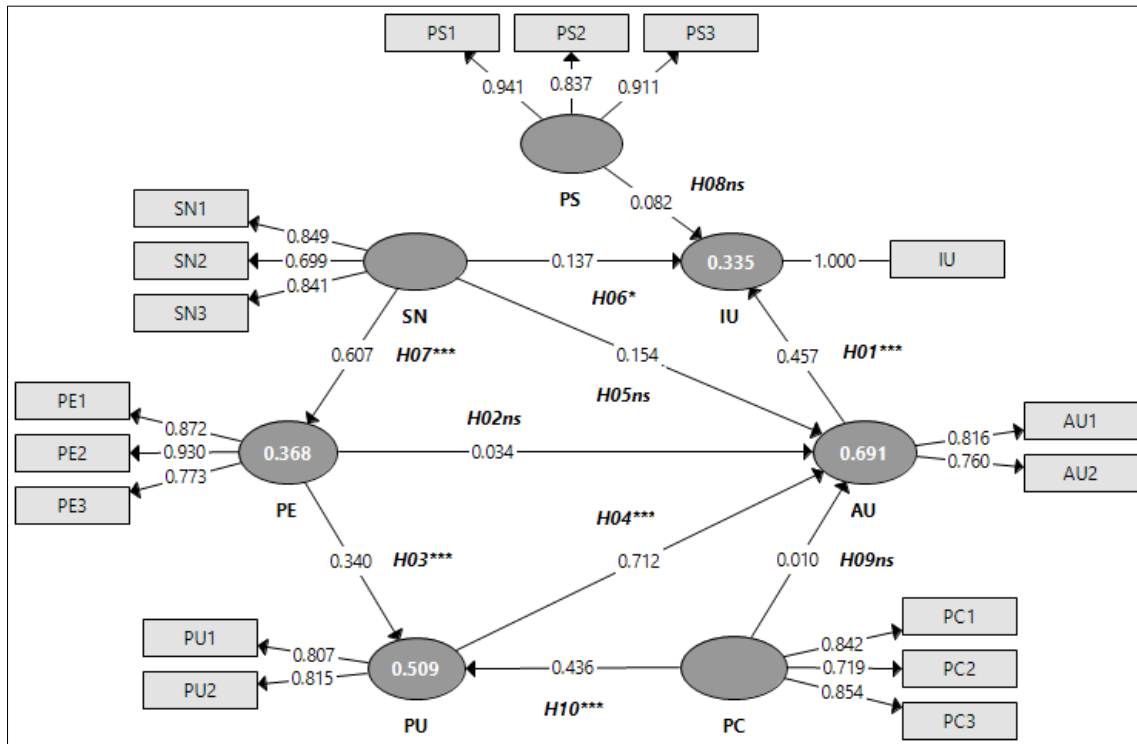 PS1 PS2 PS3
0.941 0.837 0.911
PS
H08ns
0.082
SN1
SN2
SN3
0.849
0.699
0.841
SN
0.137
H06*
0.335
IU
1.000
IU
0.607
H07***
0.154
H05ns
0.457
H01***
PE1
PE2
PE3
0.872
0.930
0.773
0.368
PE
H02ns
0.034
0.691
AU
0.816
0.760
AU1
AU2
0.340
H03***
H04***
0.712
0.010
H09ns
PU1
PU2
0.807
0.815
0.509
PU
0.436
H10***
PC
0.842
0.719
0.854
PC1
PC2
PC3